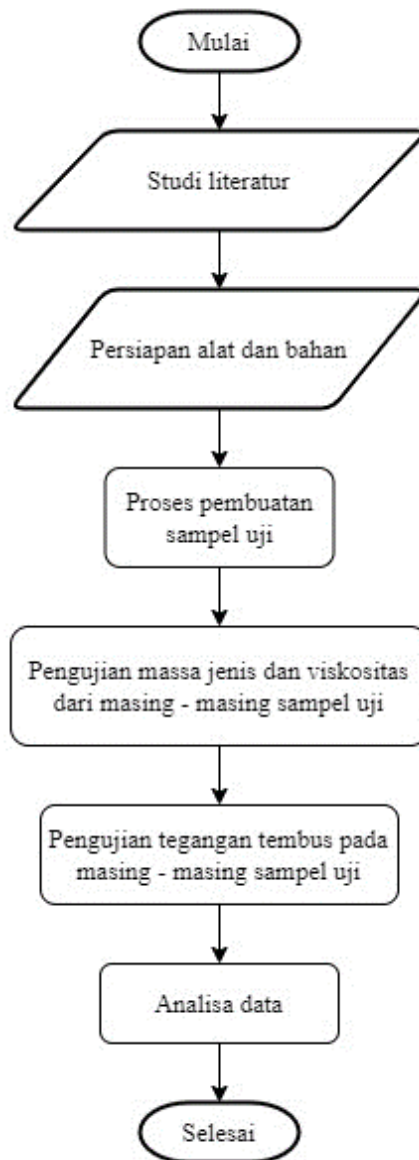 Mulai
Studi literatur
Persiapan alat dan bahan
Proses pembuatan
sampel uji
Pengujian massa jenis dan viskositas
dari masing - masing sampel uji
Pengujian tegangan tembus pada
masing - masing sampel uji
Analisa data
Selesai